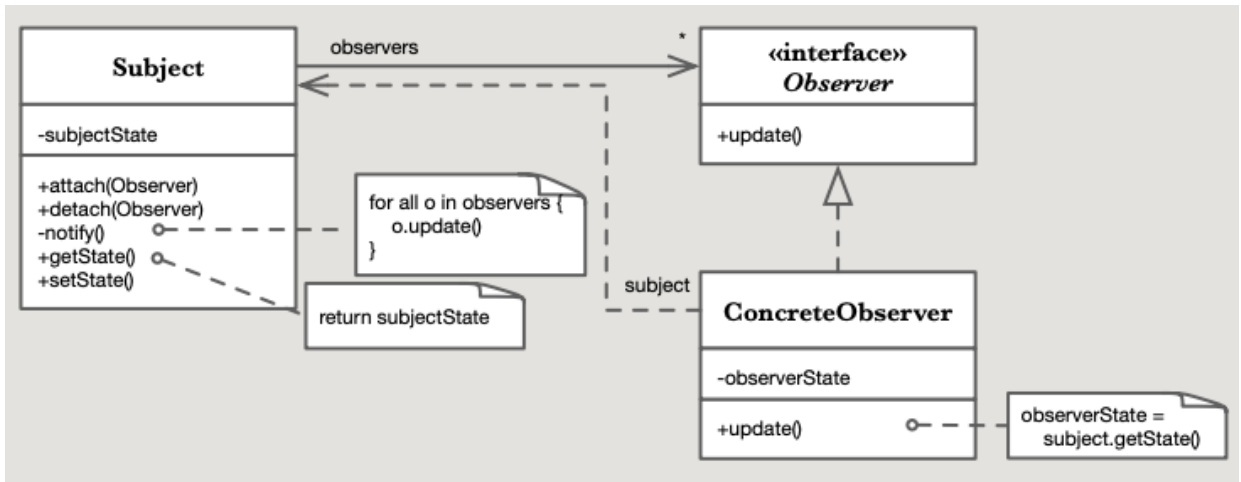 Subject
-subjectState
+attach(Observer)
+detach(Observer)
-notify()
+getState()
+setState()
observers
*
«interface»
Observer
+update()
for all o in observers {
o.update()
}
return subjectState
subject
ConcreteObserver
-observerState
+update()
observerState =
subject.getState()